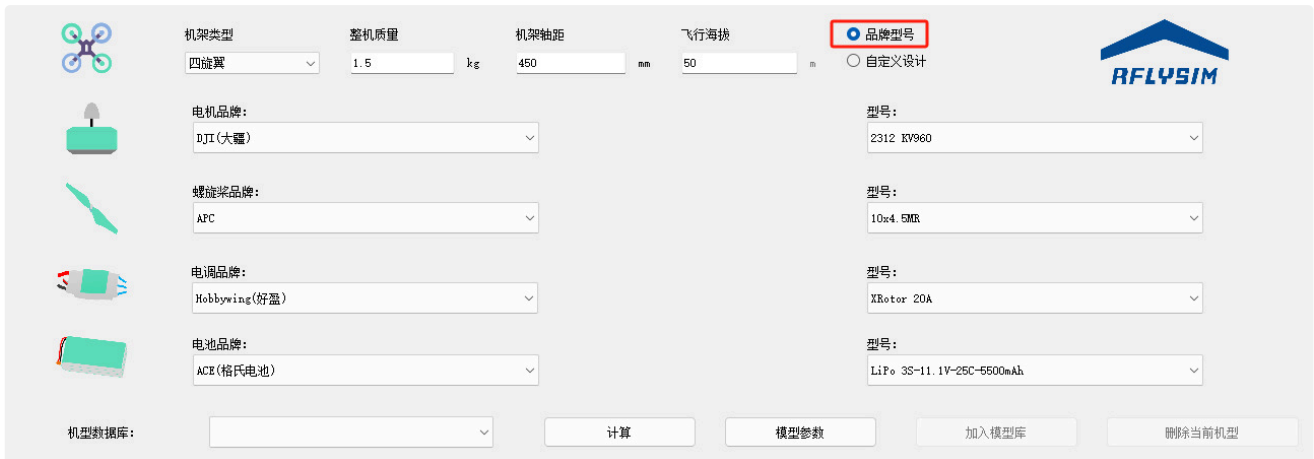 机架类型 整机质量 机架轴距 飞行海拔 品牌型号
四旋翼 1.5 kg 450 mm 50 m 自定义设计
RFLYSIM
电机品牌: 型号:
DJI(大疆) 2312 KV960
螺旋桨品牌: 型号:
APC 10x4.5MR
电调品牌: 型号:
Hobbywing(好盈) XRotor 20A
电池品牌: 型号:
ACE(格氏电池) LiPo 3S-11.1V-25C-5500mAh
机型数据库: 计算 模型参数 加入模型库 删除当前机型